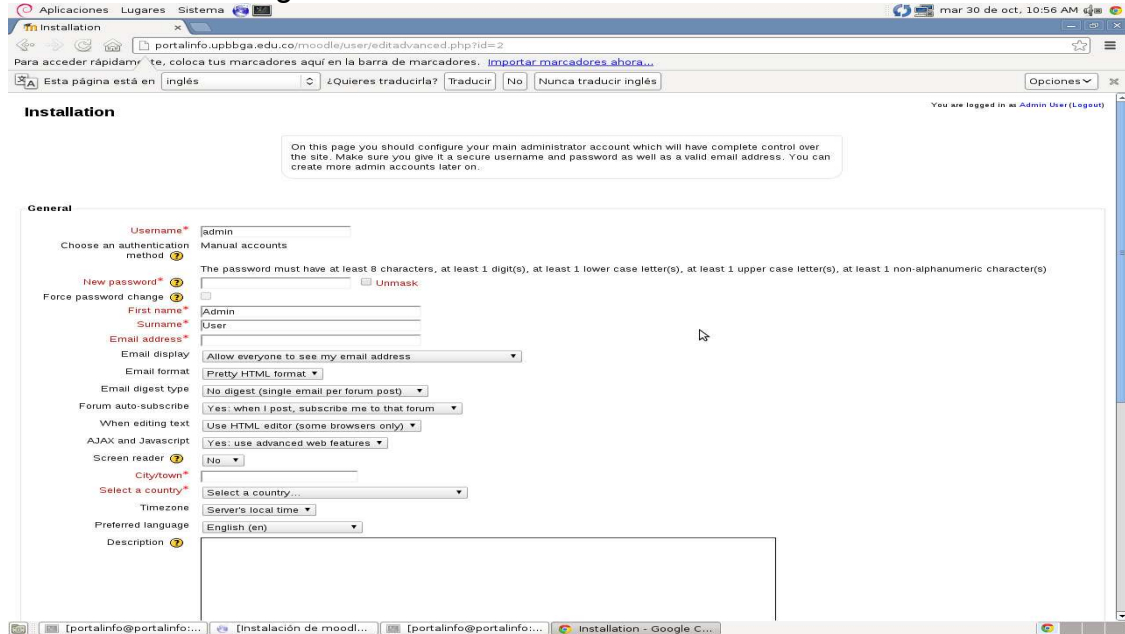 Aplicaciones Lugares Sistema mar 30 de oct, 10:56 AM
Installation
portalinfo.upbbga.edu.co/moodle/user/editadvanced.php?id=2
Para acceder rápidamente, coloca tus marcadores aquí en la barra de marcadores. Importar marcadores ahora...
Esta página está en inglés ¿Quieres traducirla? Traducir No Nunca traducir inglés Opciones
Installation
You are logged in as Admin User (Logout)
On this page you should configure your main administrator account which will have complete control over
the site. Make sure you give it a secure username and password as well as a valid email address. You can
create more admin accounts later on.
General
Username* admin
Choose an authentication Manual accounts
method
The password must have at least 8 characters, at least 1 digit(s), at least 1 lower case letter(s), at least 1 upper case letter(s), at least 1 non-alphanumeric character(s)
New password* Unmask
Force password change
First name* Admin
Surname* User
Email address*
Email display Allow everyone to see my email address
Email format Pretty HTML format
Email digest type No digest (single email per forum post)
Forum auto-subscribe Yes: when I post, subscribe me to that forum
When editing text Use HTML editor (some browsers only)
AJAX and Javascript Yes: use advanced web features
Screen reader No
City/town*
Select a country* Select a country...
Timezone Server's local time
Preferred language English (en)
Description
[portalinfo@portalinfo:... [Instalación de moodl... [portalinfo@portalinfo:... Installation - Google C...